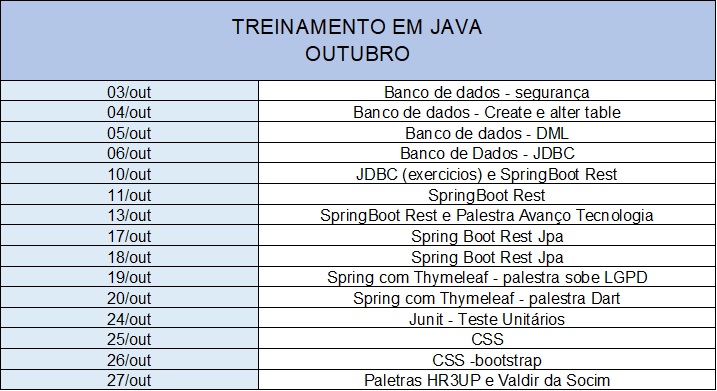 TREINAMENTO EM JAVA
OUTUBRO
03/out Banco de dados - segurança
04/out Banco de dados - Create e alter table
05/out Banco de dados - DML
06/out Banco de Dados - JDBC
10/out JDBC (exercicios) e SpringBoot Rest
11/out SpringBoot Rest
13/out SpringBoot Rest e Palestra Avanço Tecnologia
17/out Spring Boot Rest Jpa
18/out Spring Boot Rest Jpa
19/out Spring com Thymeleaf - palestra sobe LGPD
20/out Spring com Thymeleaf - palestra Dart
24/out Junit - Teste Unitários
25/out CSS
26/out CSS -bootstrap
27/out Paletras HR3UP e Valdir da Socim